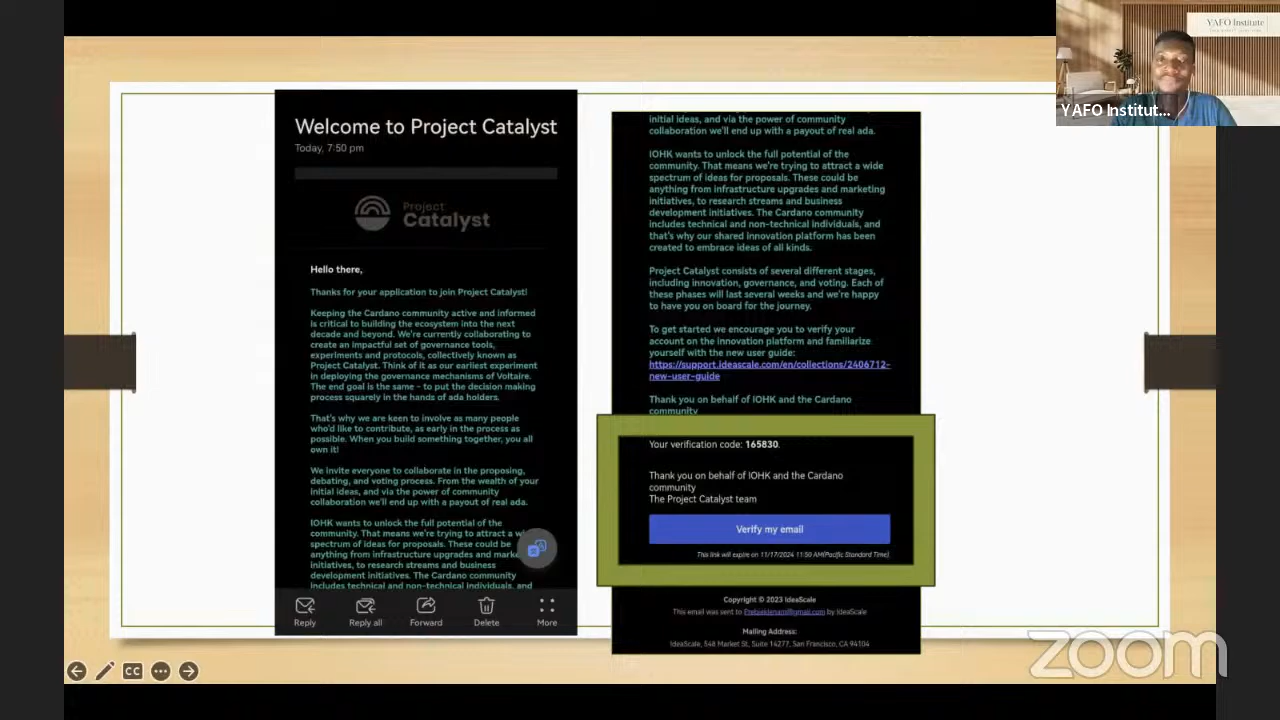 Welcome to Project Catalyst
Today, 7:50 pm
Project
Catalyst
Hello there,
Thanks for your application to join Project Catalyst!
Keeping the Cardano community active and informed
is critical to building the ecosystem into the next
decade and beyond. We're currently collaborating to
create an impactful set of governance tools,
experiments and protocols, collectively known as
Project Catalyst. Think of it as our earliest experiment
in deploying the governance mechanisms of Voltaire.
The end goal is the same - to put the decision making
process squarely in the hands of ada holders.
That's why we are keen to involve as many people
who'd like to contribute, as early in the process as
possible. When you build something together, you all
own it!
We invite everyone to collaborate in the proposing,
debating, and voting process. From the wealth of your
initial ideas, and via the power of community
collaboration we'll end up with a payout of real ada.
IOHK wants to unlock the full potential of the
community. That means we're trying to attract a
spectrum of ideas for proposals. These could be
anything from infrastructure upgrades and
initiatives, to research streams and business
development initiatives. The Cardano community
includes technical and non-technical individuals, and
Reply
Reply all
Forward
Delete
More
initial ideas, and via the power of community
collaboration we'll end up with a payout of real ada.
IOHK wants to unlock the full potential of the
community. That means we're trying to attract a wide
spectrum of ideas for proposals. These could be
anything from infrastructure upgrades and marketing
initiatives, to research streams and business
development initiatives. The Cardano community
includes technical and non-technical individuals, and
that's why our shared innovation platform has been
created to embrace ideas of all kinds.
Project Catalyst consists of several different stages,
including innovation, governance, and voting. Each of
these phases will last several weeks and we're happy
to have you on board for the journey.
To get started we encourage you to verify your
account on the innovation platform and familiarize
yourself with the new user guide:
https://support.ideascale.com/en/collections/2406712-
new-user-guide
Thank you on behalf of IOHK and the Cardano
community
Your verification code: 165830.
Thank you on behalf of IOHK and the Cardano
community
The Project Catalyst team
Verify my email
This link will expire on 11/17/2024 11:50 AM(Pacific Standard Time).
Copyright © 2023 IdeaScale
This email was sent to by IdeaScale
Mailing Address:
IdeaScale, 548 Market St, Suite 14277, San Francisco, CA 94104
YAFO Institute
YAFO Institut...
CC
zoom